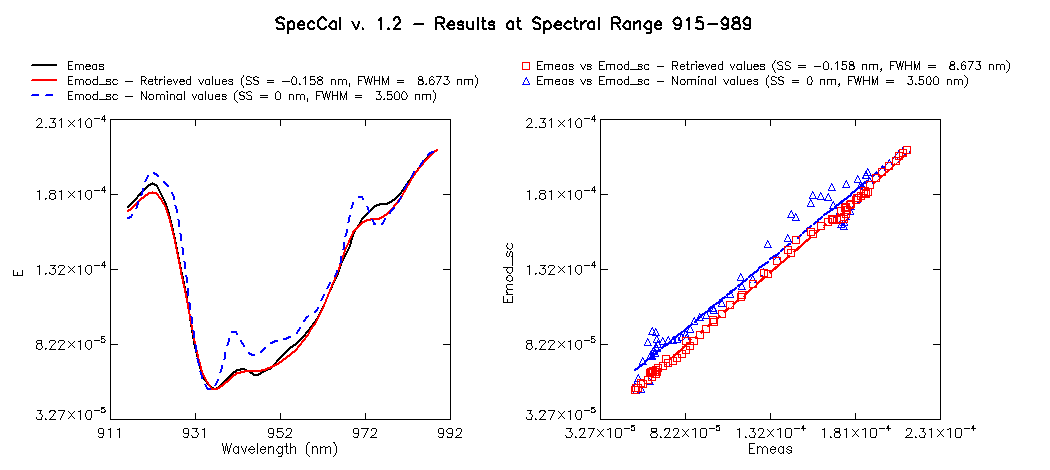 SpecCal v. 1.2 - Results at Spectral Range 915-989
Emeas
Emod_sc - Retrieved values (SS = -0.158 nm, FWHM = 8.673 nm)
Emod_sc - Nominal values (SS = 0 nm, FWHM = 3.500 nm)
2.31×10⁻⁴
1.81×10⁻⁴
1.32×10⁻⁴
8.22×10⁻⁵
3.27×10⁻⁵
E
911 931 952 972 992
Wavelength (nm)
Emeas vs Emod_sc - Retrieved values (SS = -0.158 nm, FWHM = 8.673 nm)
Emeas vs Emod_sc - Nominal values (SS = 0 nm, FWHM = 3.500 nm)
2.31×10⁻⁴
1.81×10⁻⁴
1.32×10⁻⁴
8.22×10⁻⁵
3.27×10⁻⁵
Emod_sc
3.27×10⁻⁵ 8.22×10⁻⁵ 1.32×10⁻⁴ 1.81×10⁻⁴ 2.31×10⁻⁴
Emeas